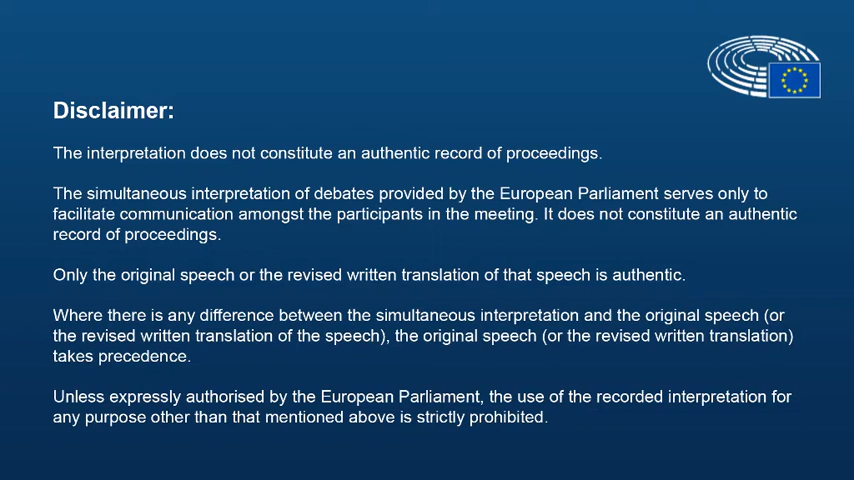 Disclaimer:
The interpretation does not constitute an authentic record of proceedings.
The simultaneous interpretation of debates provided by the European Parliament serves only to
facilitate communication amongst the participants in the meeting. It does not constitute an authentic
record of proceedings.
Only the original speech or the revised written translation of that speech is authentic.
Where there is any difference between the simultaneous interpretation and the original speech (or
the revised written translation of the speech), the original speech (or the revised written translation)
takes precedence.
Unless expressly authorised by the European Parliament, the use of the recorded interpretation for
any purpose other than that mentioned above is strictly prohibited.